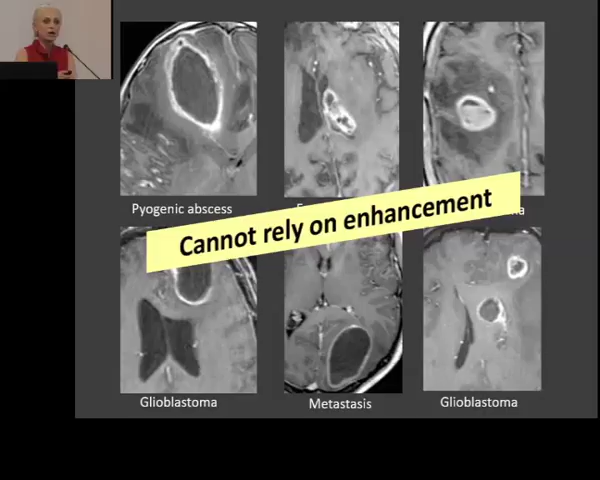 Pyogenic abscess
Cannot rely on enhancement
Glioblastoma
Metastasis
Glioblastoma